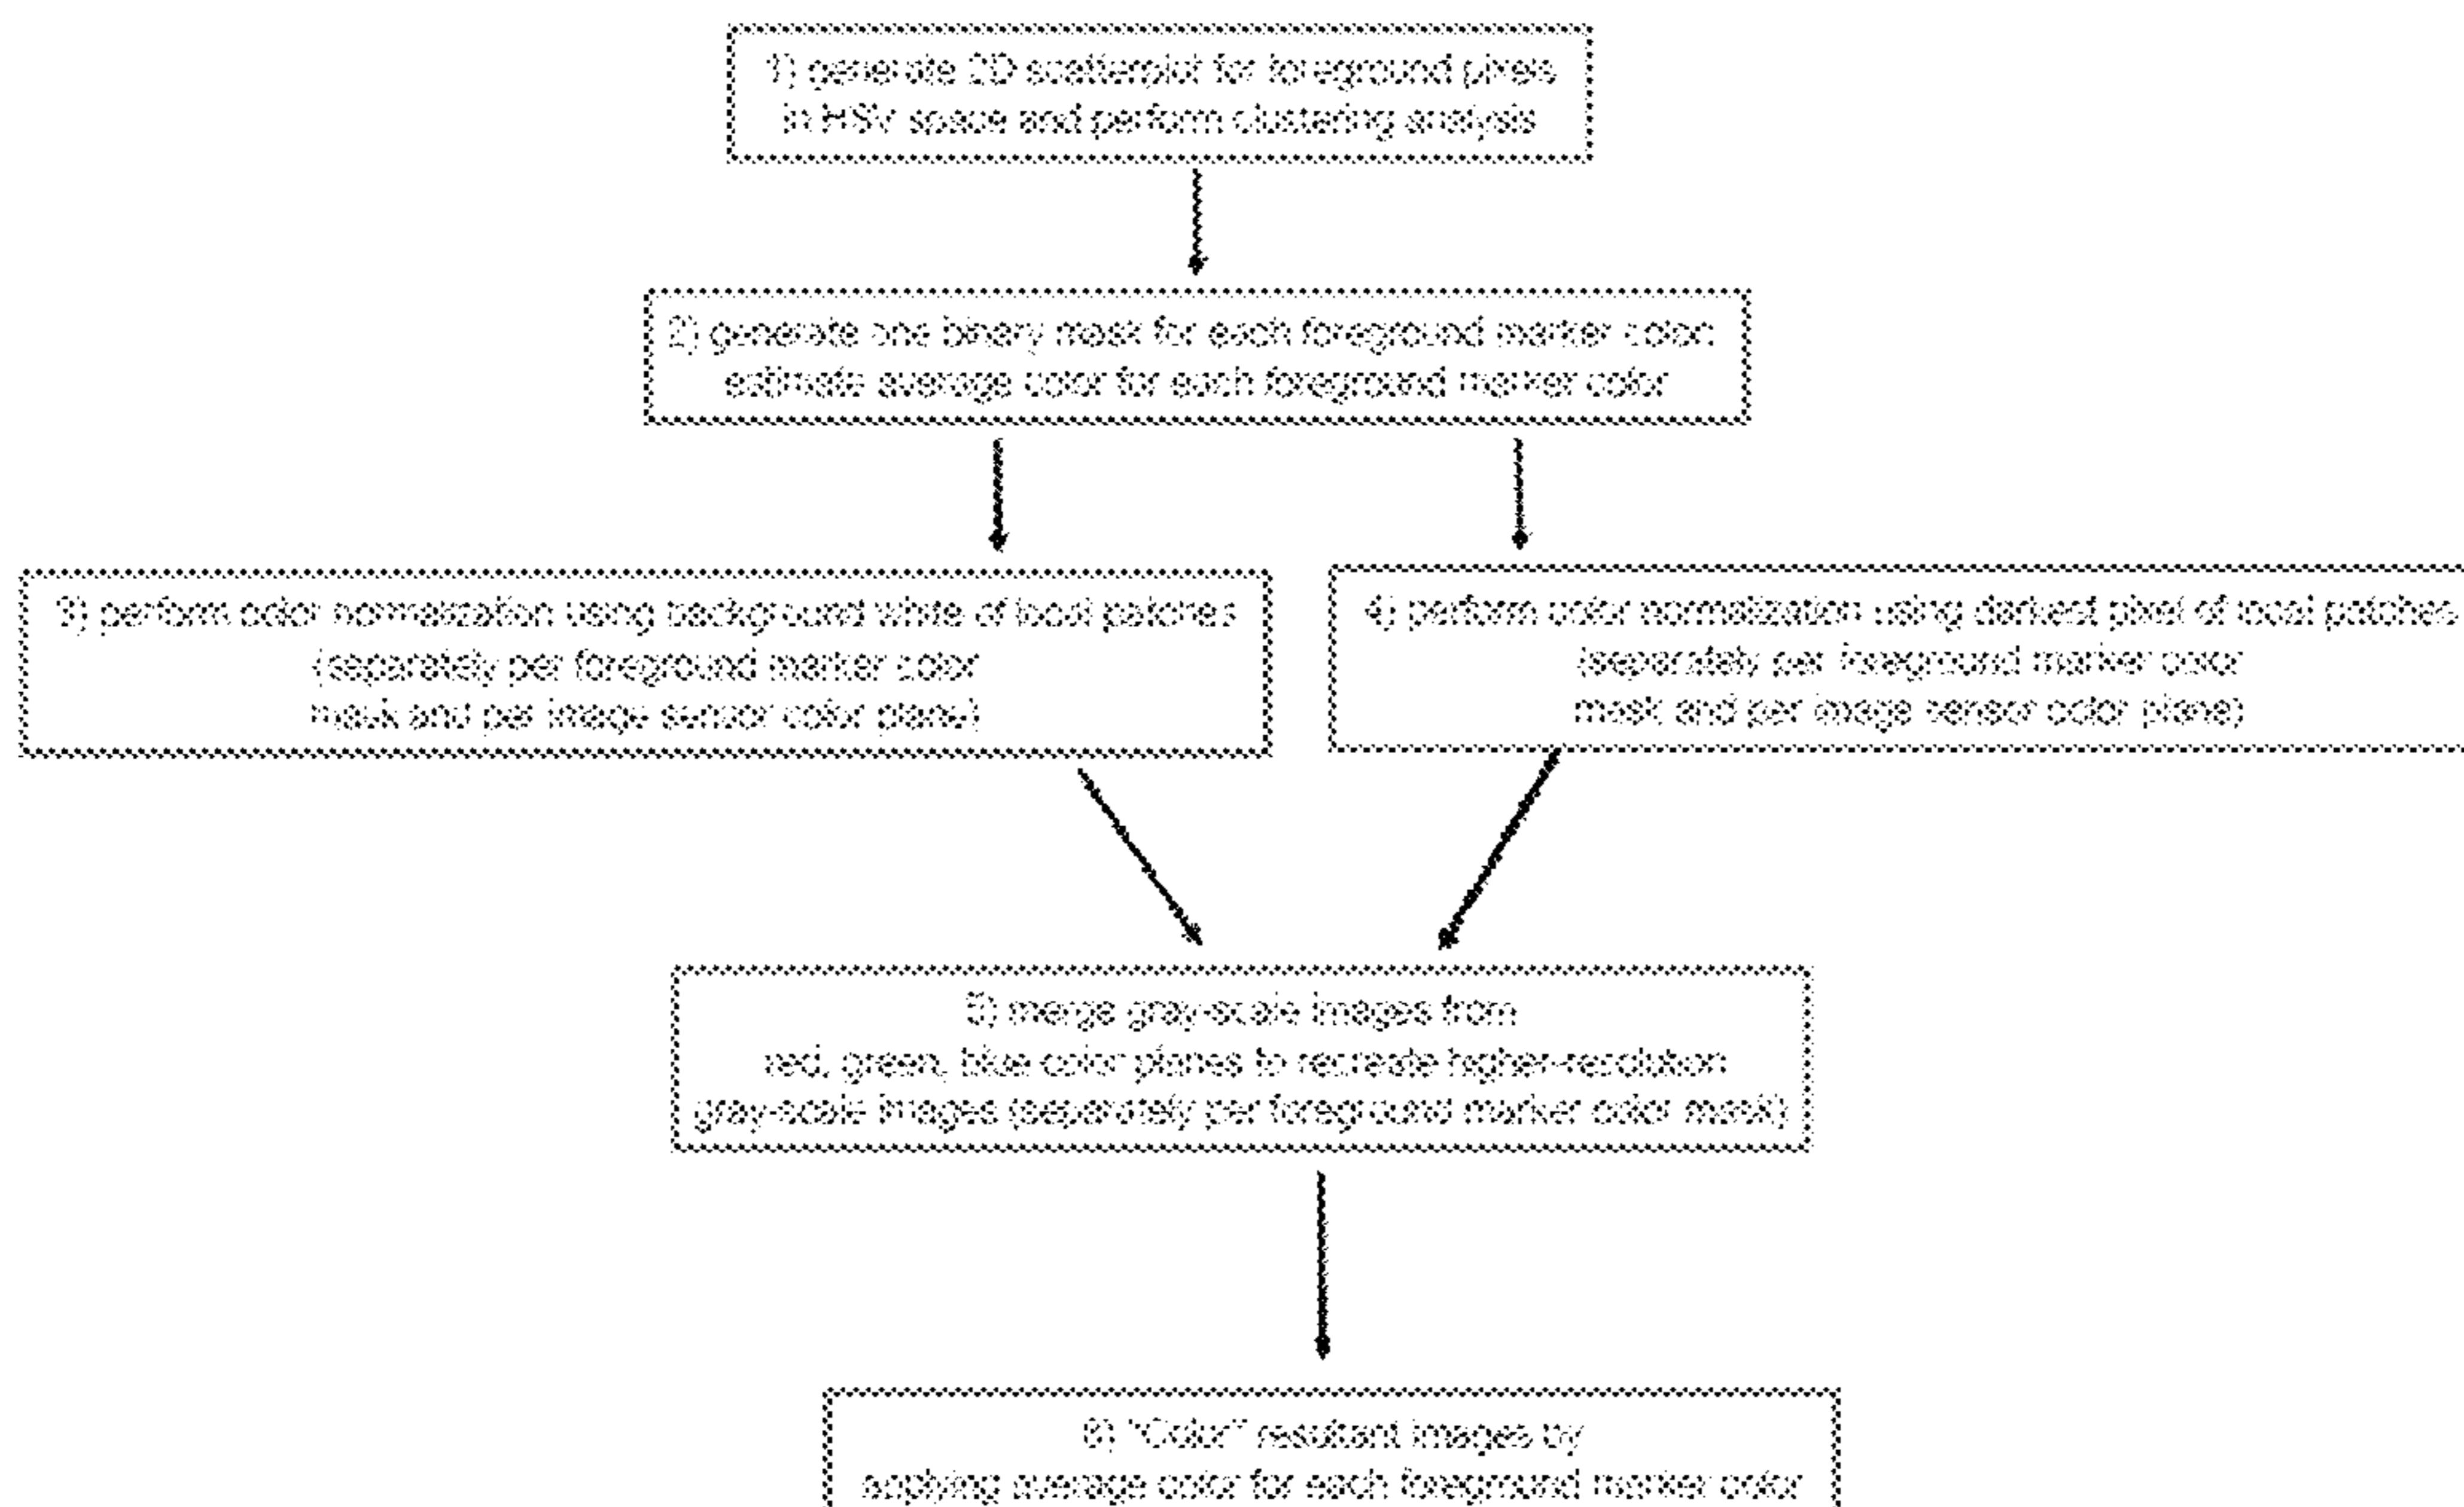 1) generate 2D scatterplot for foreground pixels
in HSV space and perform clustering analysis
2) generate one binary mask for each foreground marker color;
estimate average color for each foreground marker color
3) perform color normalization using background white of local patches
(separately per foreground marker color
mask and per image sensor color plane)
4) perform color normalization using darkest pixel of local patches
(separately per foreground marker color
mask and per image sensor color plane)
5) merge gray-scale images from
red, green, blue color planes to recreate higher-resolution
gray-scale images (separately per foreground marker color mask)
6) "Color" resultant images by
applying average color for each foreground marker color